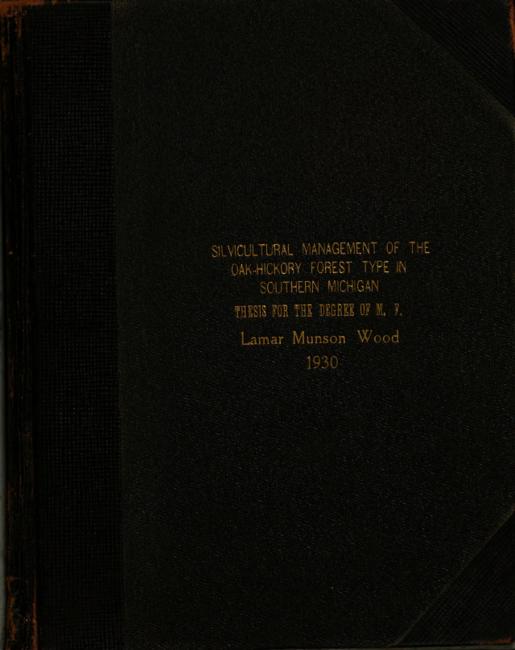 SILVICULTURAL MANAGEMENT OF THE
OAK-HICKORY FOREST TYPE IN
SOUTHERN MICHIGAN
THESIS FOR THE DEGREE OF M. F.
Lamar Munson Wood
1930